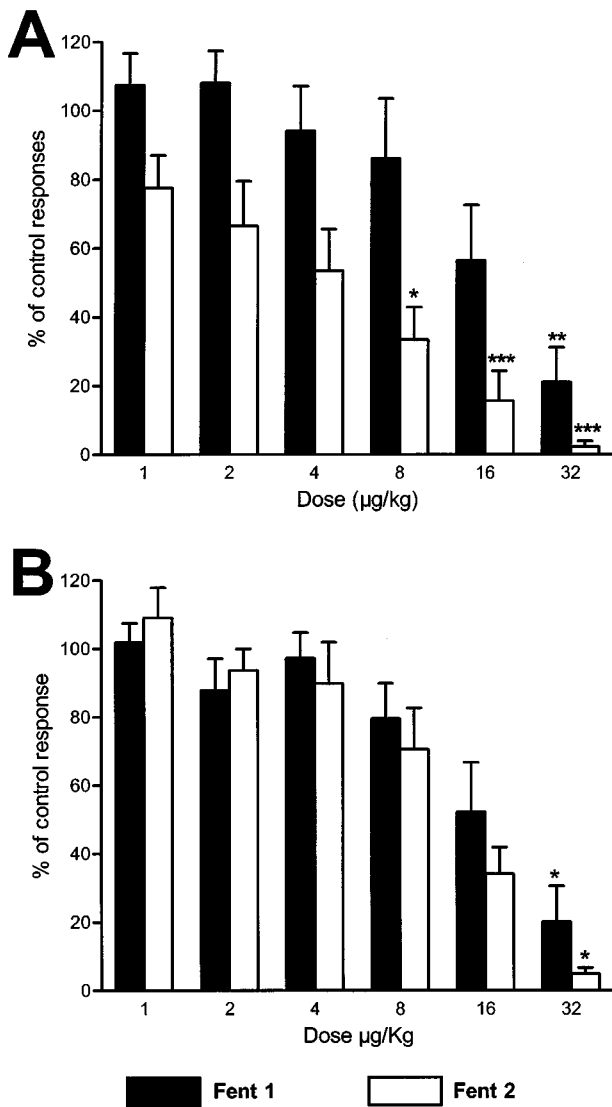 A
% of control responses
120
100
80
60
40
20
0
*
***
**
***
1 2 4 8 16 32
Dose (µg/kg)
B
% of control response
120
100
80
60
40
20
0
*
*
1 2 4 8 16 32
Dose µg/Kg
Fent 1 Fent 2